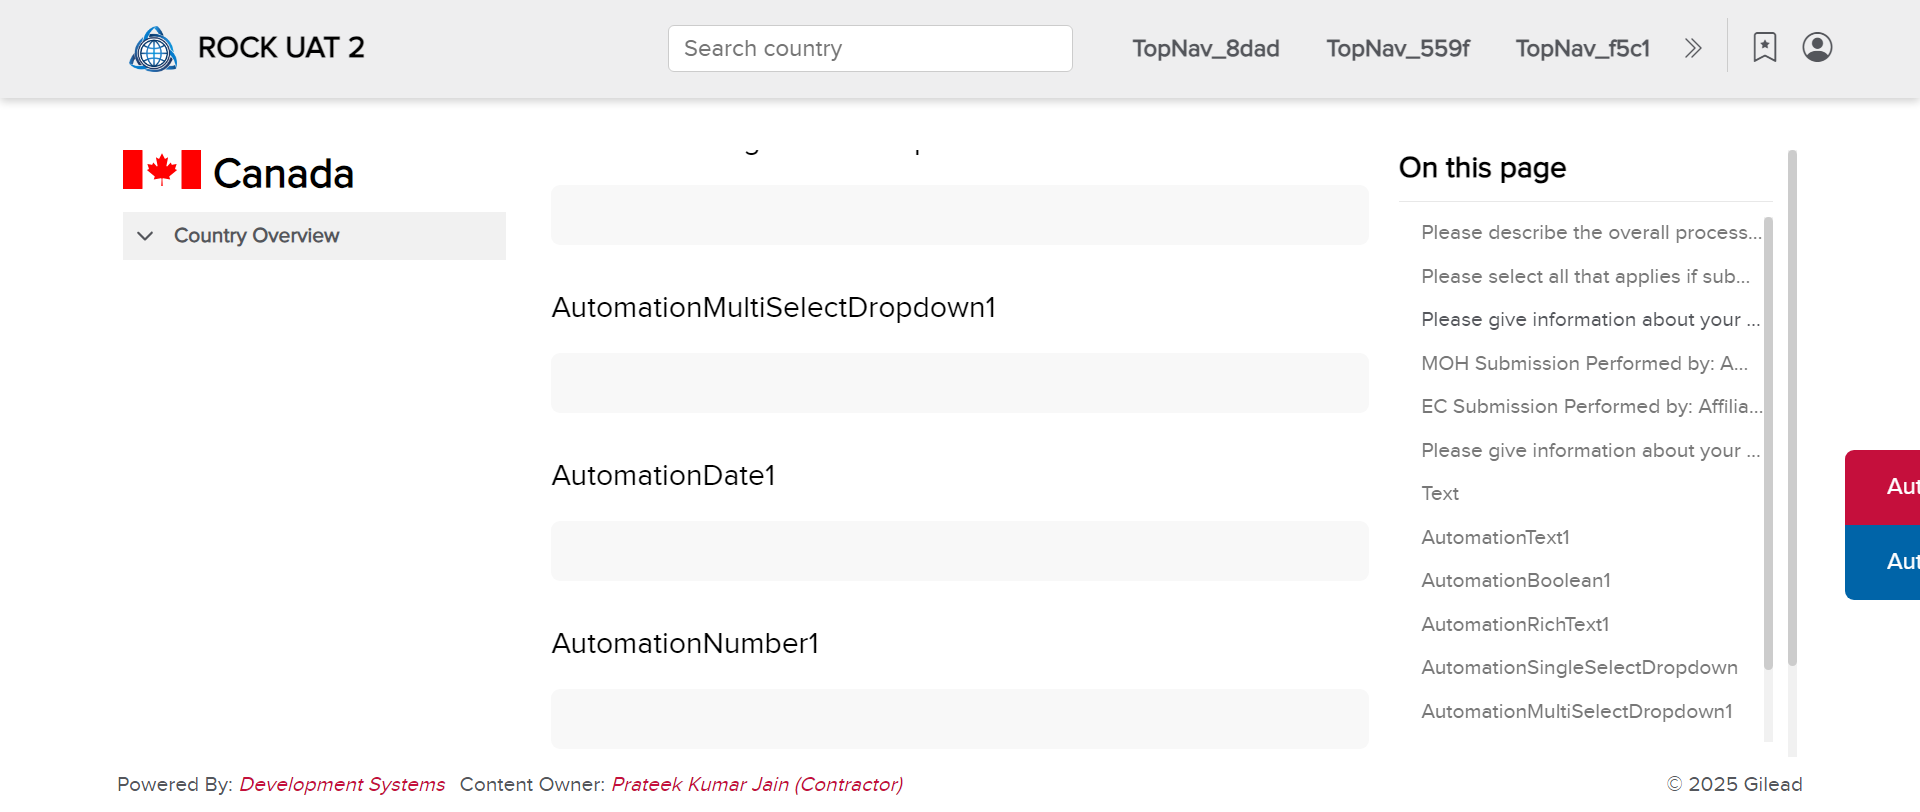 ROCK UAT 2
Search country
TopNav_8dad
TopNav_559f
TopNav_f5c1
Canada
Country Overview
AutomationMultiSelectDropdown1
AutomationDate1
AutomationNumber1
On this page
Please describe the overall process...
Please select all that applies if sub...
Please give information about your ...
MOH Submission Performed by: A...
EC Submission Performed by: Affilia...
Please give information about your ...
Text
AutomationText1
AutomationBoolean1
AutomationRichText1
AutomationSingleSelectDropdown
AutomationMultiSelectDropdown1
Aut
Aut
Powered By: Development Systems Content Owner: Prateek Kumar Jain (Contractor)
© 2025 Gilead